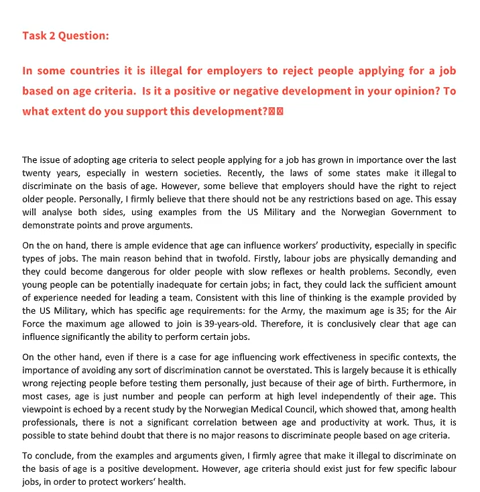 Task 2 Question:
In some countries it is illegal for employers to reject people applying for a job
based on age criteria. Is it a positive or negative development in your opinion? To
what extent do you support this development?
The issue of adopting age criteria to select people applying for a job has grown in importance over the last
twenty years, especially in western societies. Recently, the laws of some states make it illegal to
discriminate on the basis of age. However, some believe that employers should have the right to reject
older people. Personally, I firmly believe that there should not be any restrictions based on age. This essay
will analyse both sides, using examples from the US Military and the Norwegian Government to
demonstrate points and prove arguments.
On the on hand, there is ample evidence that age can influence workers' productivity, especially in specific
types of jobs. The main reason behind that in twofold. Firstly, labour jobs are physically demanding and
they could become dangerous for older people with slow reflexes or health problems. Secondly, even
young people can be potentially inadequate for certain jobs; in fact, they could lack the sufficient amount
of experience needed for leading a team. Consistent with this line of thinking is the example provided by
the US Military, which has specific age requirements: for the Army, the maximum age is 35; for the Air
Force the maximum age allowed to join is 39-years-old. Therefore, it is conclusively clear that age can
influence significantly the ability to perform certain jobs.
On the other hand, even if there is a case for age influencing work effectiveness in specific contexts, the
importance of avoiding any sort of discrimination cannot be overstated. This is largely because it is ethically
wrong rejecting people before testing them personally, just because of their age of birth. Furthermore, in
most cases, age is just number and people can perform at high level independently of their age. This
viewpoint is echoed by a recent study by the Norwegian Medical Council, which showed that, among health
professionals, there is not a significant correlation between age and productivity at work. Thus, it is
possible to state behind doubt that there is no major reasons to discriminate people based on age criteria.
To conclude, from the examples and arguments given, I firmly agree that make it illegal to discriminate on
the basis of age is a positive development. However, age criteria should exist just for few specific labour
jobs, in order to protect workers' health.